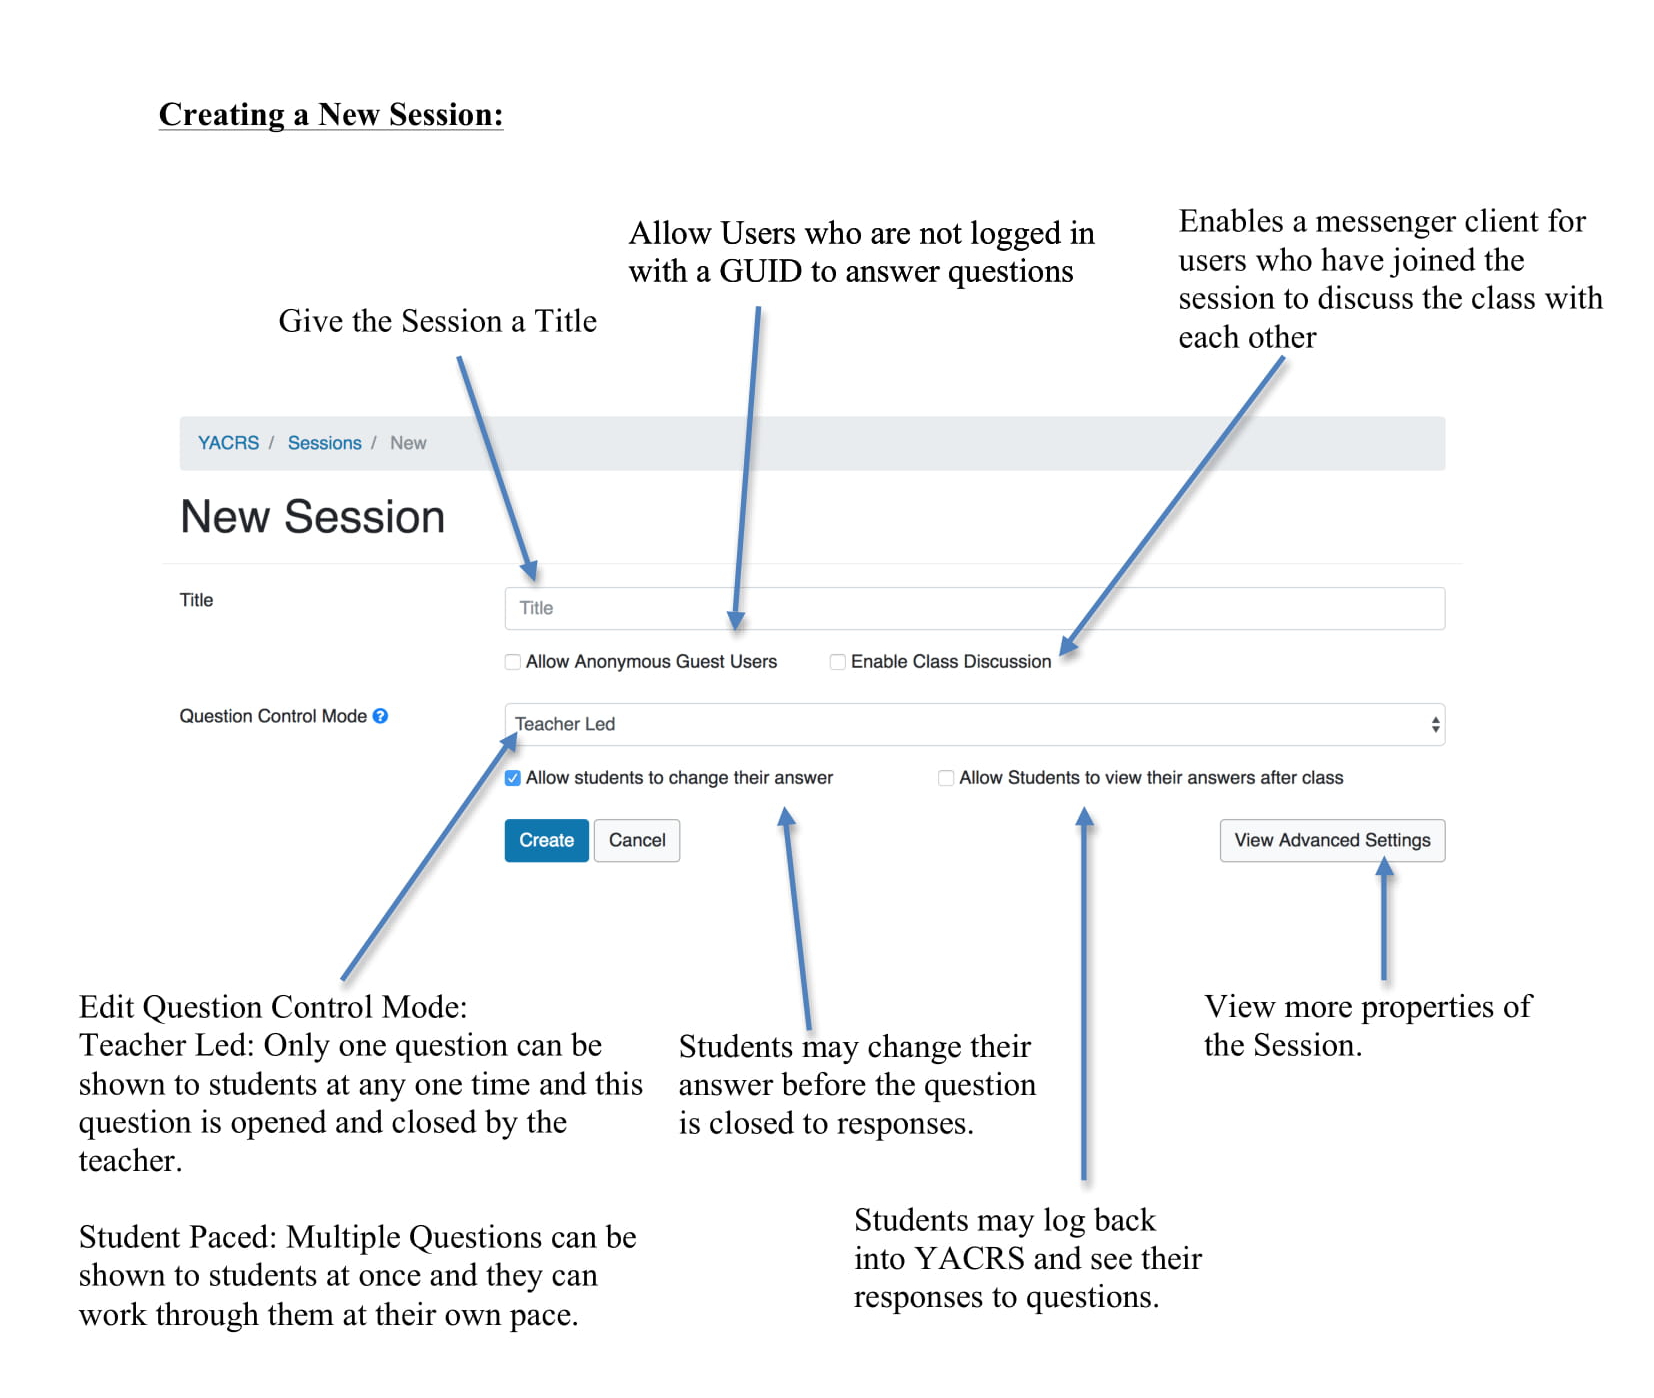 Creating a New Session:
Allow Users who are not logged in
with a GUID to answer questions
Enables a messenger client for
users who have joined the
session to discuss the class with
each other
Give the Session a Title
YACRS / Sessions / New
New Session
Title
Title
Allow Anonymous Guest Users
Enable Class Discussion
Question Control Mode ?
Teacher Led
Allow students to change their answer
Allow Students to view their answers after class
Create
Cancel
View Advanced Settings
Edit Question Control Mode:
Teacher Led: Only one question can be
shown to students at any one time and this
question is opened and closed by the
teacher.
Student Paced: Multiple Questions can be
shown to students at once and they can
work through them at their own pace.
Students may change their
answer before the question
is closed to responses.
Students may log back
into YACRS and see their
responses to questions.
View more properties of
the Session.